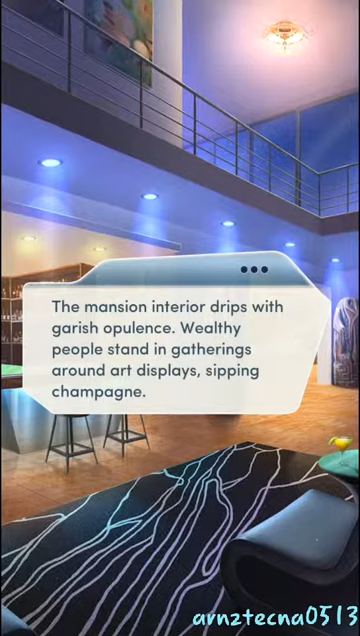 The mansion interior drips with
garish opulence. Wealthy
people stand in gatherings
around art displays, sipping
champagne.
arnztecna0513